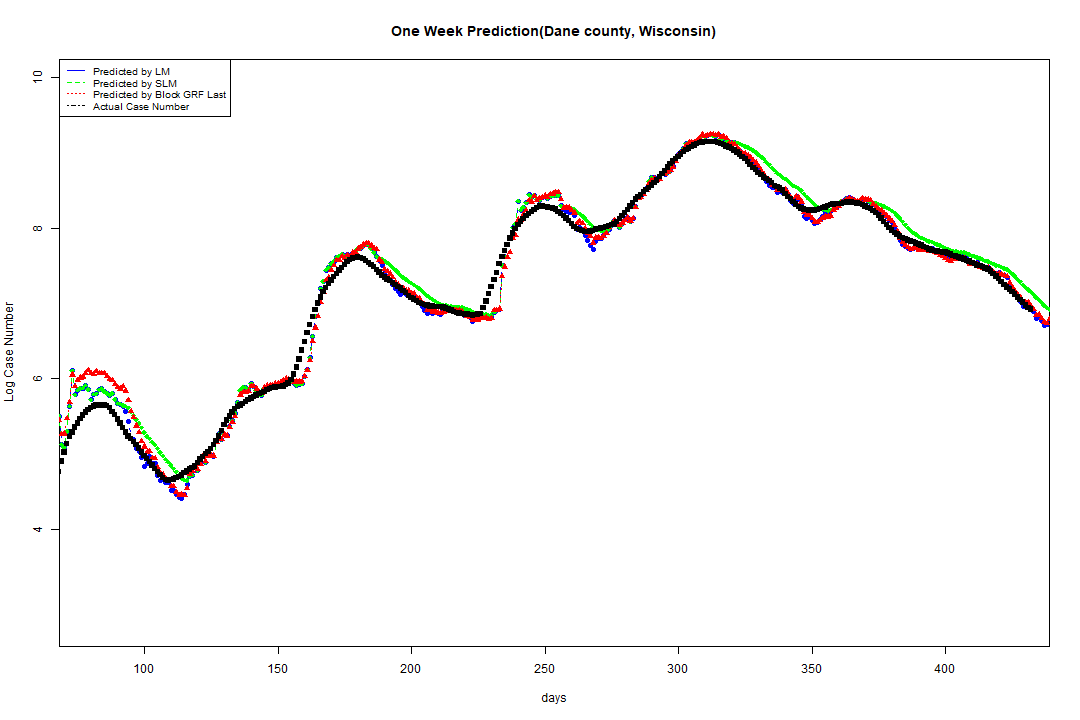 One Week Prediction(Dane county, Wisconsin)
Predicted by LM
Predicted by SLM
Predicted by Block GRF Last
Actual Case Number
10
8
6
4
Log Case Number
100 150 200 250 300 350 400
days